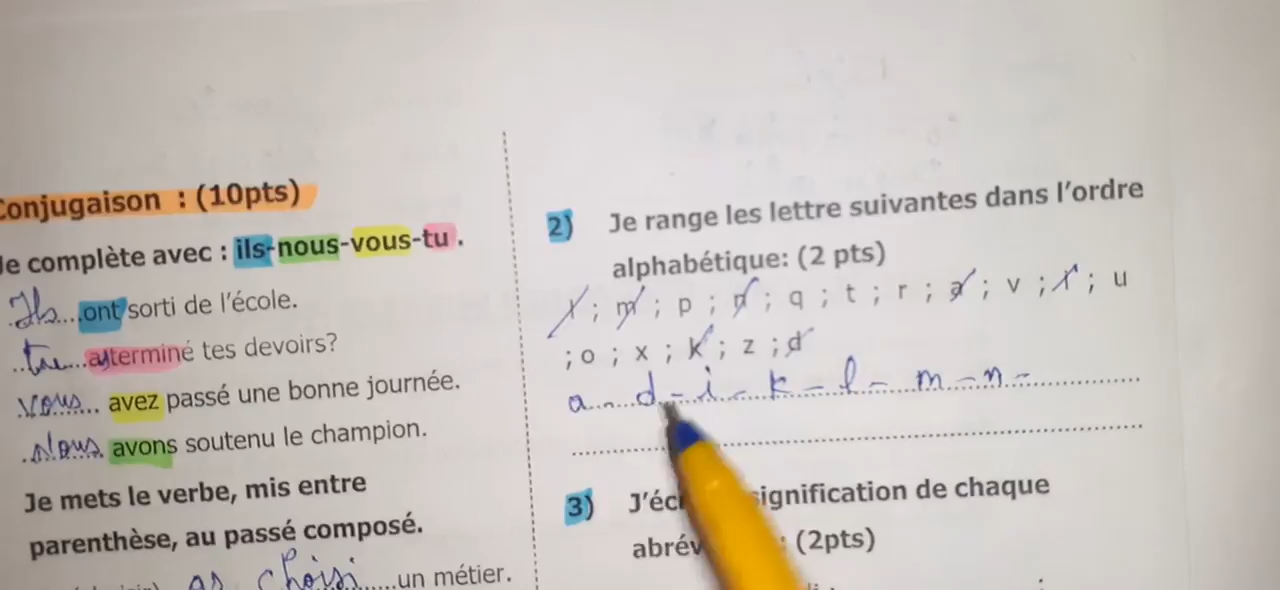 Conjugaison : (10pts)
Je complète avec : ils-nous-vous-tu.
Ils....ont sorti de l'école.
..tu....as terminé tes devoirs?
vous... avez passé une bonne journée.
.Nous. avons soutenu le champion.
Je mets le verbe, mis entre
parenthèse, au passé composé.
as choisi.....un métier.
2) Je range les lettre suivantes dans l'ordre
alphabétique: (2 pts)
; m ; p ; n ; q ; t ; r ; a ; v ; ; u
; o ; x ; k ; z ; d
a - d - i - k - l - m - n -
3) signification de chaque
(2pts)